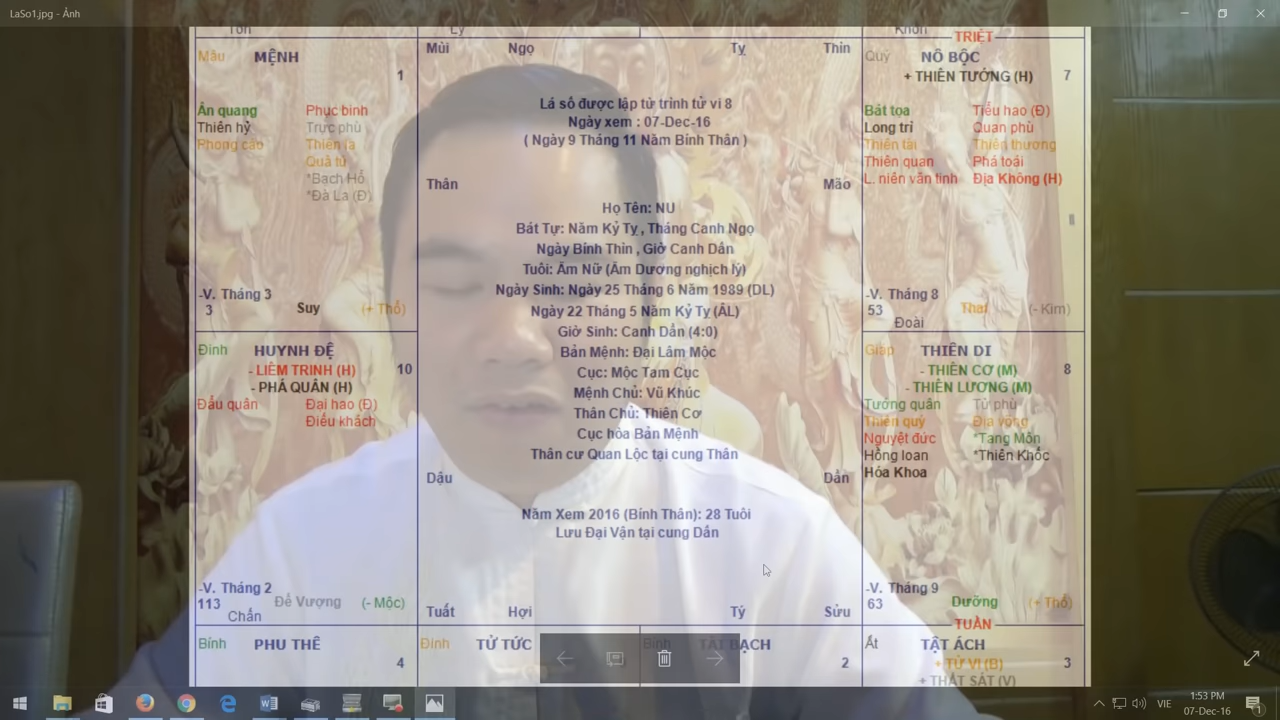 LaSo1.jpg - Ảnh
Tốn
Ly
Khôn
TRIỆT
Mậu
MỆNH
1
Ân quang
Phục binh
Thiên hỷ
Trực phù
Phong cáo
Thiên la
Quả tú
*Bạch Hổ
*Đà La (Đ)
-V. Tháng 3
3
Suy
(+ Thổ)
Mùi
Ngọ
Tỵ
Thìn
Lá số được lập từ trình tử vi 8
Ngày xem : 07-Dec-16
( Ngày 9 Tháng 11 Năm Bính Thân )
Thân
Mão
Họ Tên: NU
Bát Tự: Năm Kỷ Tỵ , Tháng Canh Ngọ
Ngày Bính Thìn , Giờ Canh Dần
Tuổi: Âm Nữ (Âm Dương nghịch lý)
Ngày Sinh: Ngày 25 Tháng 6 Năm 1989 (DL)
Ngày 22 Tháng 5 Năm Kỷ Tỵ (ÂL)
Giờ Sinh: Canh Dần (4:0)
Bản Mệnh: Đại Lâm Mộc
Cục: Mộc Tam Cục
Mệnh Chủ: Vũ Khúc
Thân Chủ: Thiên Cơ
Cục hòa Bản Mệnh
Thân cư Quan Lộc tại cung Thân
Dậu
Dần
Năm Xem 2016 (Bính Thân): 28 Tuổi
Lưu Đại Vận tại cung Dần
Tuất
Hợi
Tý
Sửu
Quý
NÔ BỘC
+ THIÊN TƯỚNG (H)
7
Bát tọa
Tiểu hao (Đ)
Long trì
Quan phù
Thiên tài
Thiên thương
Thiên quan
Phá toái
L. niên văn tinh
Địa Không (H)
-V. Tháng 8
53
Thai
(- Kim)
Đoài
Đinh
HUYNH ĐỆ
- LIÊM TRINH (H)
10
- PHÁ QUÂN (H)
Đẩu quân
Đại hao (Đ)
Điếu khách
-V. Tháng 2
113
Đế Vượng
(- Mộc)
Chấn
Giáp
THIÊN DI
- THIÊN CƠ (M)
8
- THIÊN LƯƠNG (M)
Tướng quân
Tử phù
Thiên quý
Địa võng
Nguyệt đức
*Tang Môn
Hồng loan
*Thiên Khốc
Hóa Khoa
-V. Tháng 9
63
Dưỡng
(+ Thổ)
TUẦN
Bính
PHU THÊ
4
Đinh
TỬ TỨC
Bính
TÀI BẠCH
2
Ất
TẬT ÁCH
+ TỬ VI (B)
3
+ THẤT SÁT (V)
VIE
1:53 PM
07-Dec-16
1